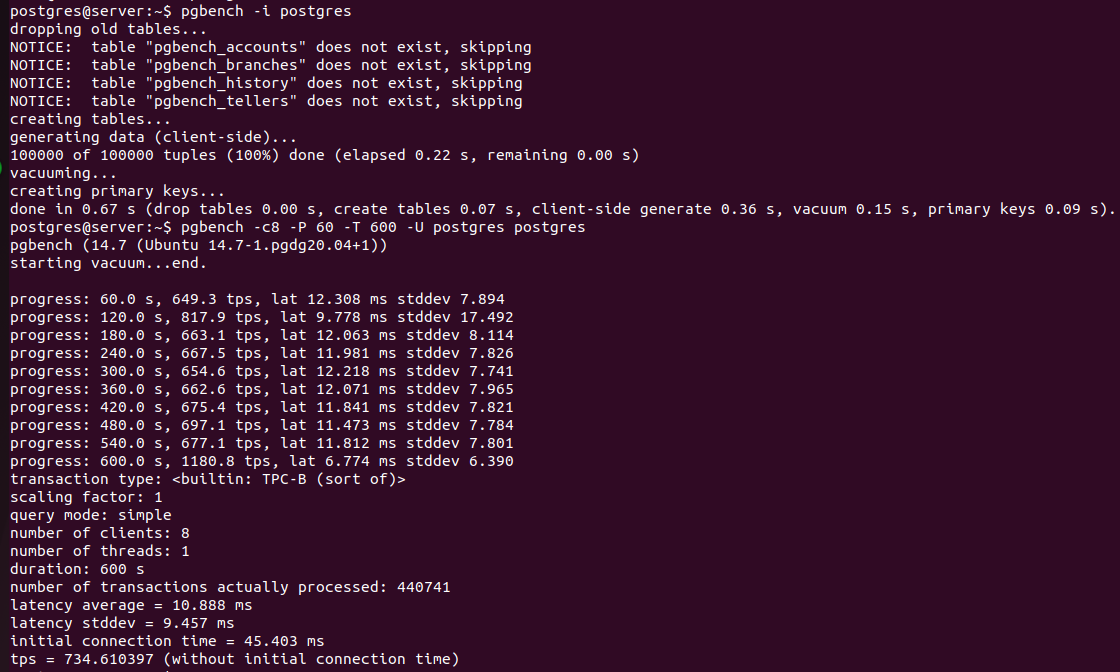 postgres@server:~$ pgbench -i postgres
dropping old tables...
NOTICE:  table "pgbench_accounts" does not exist, skipping
NOTICE:  table "pgbench_branches" does not exist, skipping
NOTICE:  table "pgbench_history" does not exist, skipping
NOTICE:  table "pgbench_tellers" does not exist, skipping
creating tables...
generating data (client-side)...
100000 of 100000 tuples (100%) done (elapsed 0.22 s, remaining 0.00 s)
vacuuming...
creating primary keys...
done in 0.67 s (drop tables 0.00 s, create tables 0.07 s, client-side generate 0.36 s, vacuum 0.15 s, primary keys 0.09 s).
postgres@server:~$ pgbench -c8 -P 60 -T 600 -U postgres postgres
pgbench (14.7 (Ubuntu 14.7-1.pgdg20.04+1))
starting vacuum...end.
progress: 60.0 s, 649.3 tps, lat 12.308 ms stddev 7.894
progress: 120.0 s, 817.9 tps, lat 9.778 ms stddev 17.492
progress: 180.0 s, 663.1 tps, lat 12.063 ms stddev 8.114
progress: 240.0 s, 667.5 tps, lat 11.981 ms stddev 7.826
progress: 300.0 s, 654.6 tps, lat 12.218 ms stddev 7.741
progress: 360.0 s, 662.6 tps, lat 12.071 ms stddev 7.965
progress: 420.0 s, 675.4 tps, lat 11.841 ms stddev 7.821
progress: 480.0 s, 697.1 tps, lat 11.473 ms stddev 7.784
progress: 540.0 s, 677.1 tps, lat 11.812 ms stddev 7.801
progress: 600.0 s, 1180.8 tps, lat 6.774 ms stddev 6.390
transaction type: <builtin: TPC-B (sort of)>
scaling factor: 1
query mode: simple
number of clients: 8
number of threads: 1
duration: 600 s
number of transactions actually processed: 440741
latency average = 10.888 ms
latency stddev = 9.457 ms
initial connection time = 45.403 ms
tps = 734.610397 (without initial connection time)